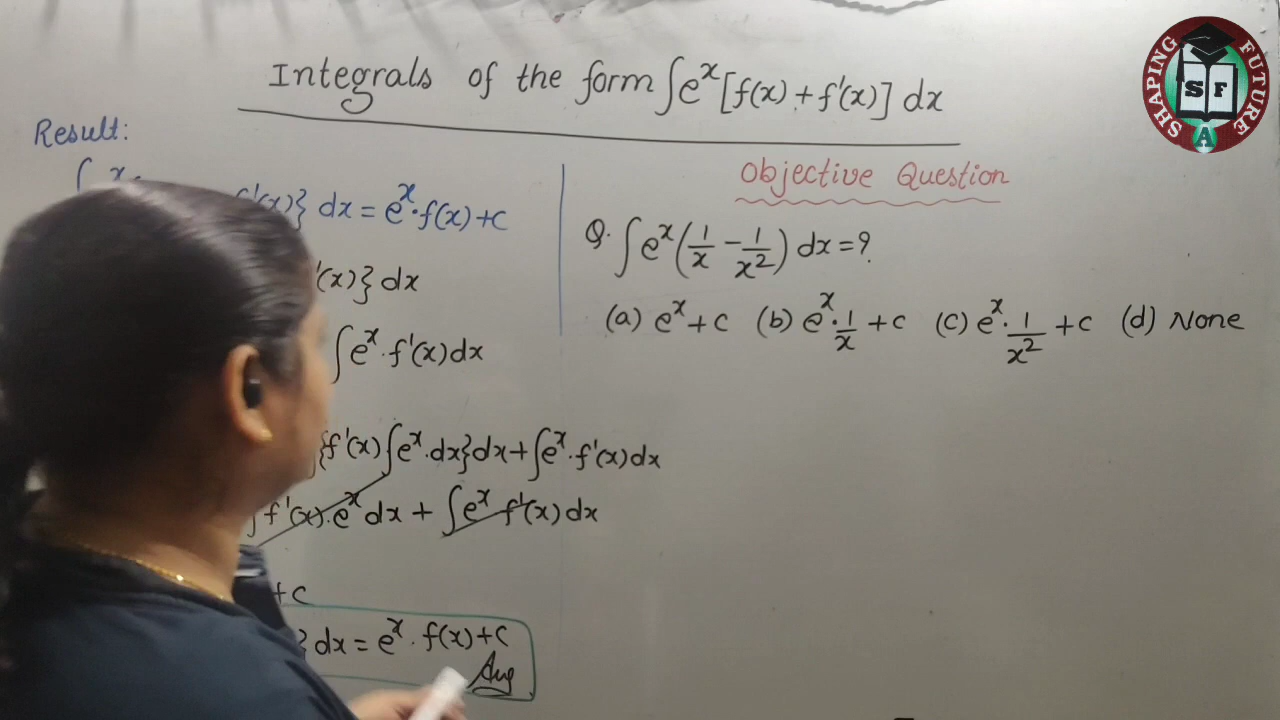 Integrals of the form ∫eˣ[f(x) + f'(x)] dx
SHAPING A FUTURE
SF
Result:
f'(x)} dx = eˣ·f(x)+c
'(x)} dx
∫eˣ·f'(x)dx
{f'(x)∫eˣ·dx}dx+∫eˣ·f'(x)dx
∫f'(x)·eˣdx + ∫eˣ f'(x)dx
+c
} dx = eˣ·f(x)+c
Ans
Objective Question
Q. ∫eˣ(1/x - 1/x²) dx = ?
(a) eˣ+c (b) eˣ·1/x +c (c) eˣ·1/x² +c (d) None